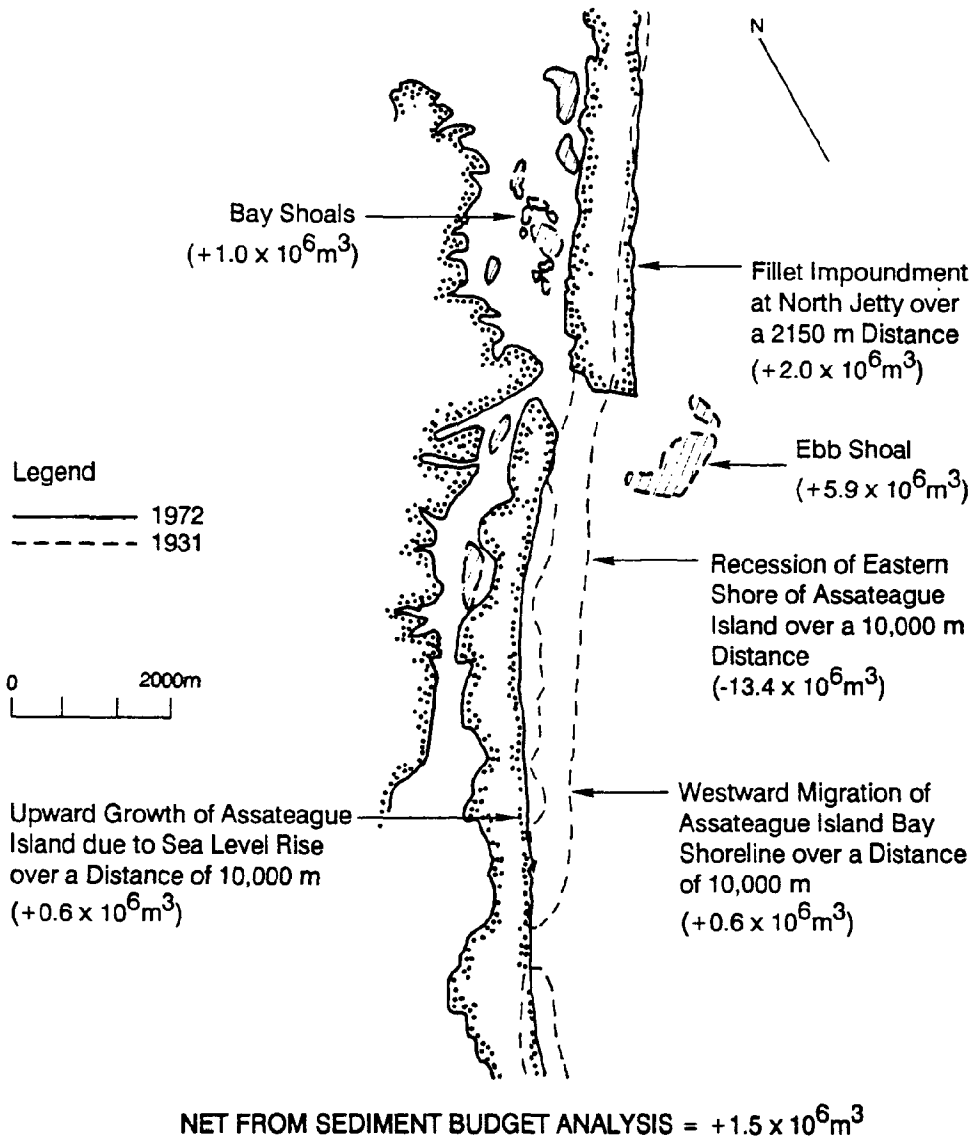 N
Bay Shoals
(+1.0 x 10⁶m³)
Fillet Impoundment
at North Jetty over
a 2150 m Distance
(+2.0 x 10⁶m³)
Ebb Shoal
(+5.9 x 10⁶m³)
Legend
1972
1931
Recession of Eastern
Shore of Assateague
Island over a 10,000 m
Distance
(-13.4 x 10⁶m³)
0 2000m
Upward Growth of Assateague
Island due to Sea Level Rise
over a Distance of 10,000 m
(+0.6 x 10⁶m³)
Westward Migration of
Assateague Island Bay
Shoreline over a Distance
of 10,000 m
(+0.6 x 10⁶m³)
NET FROM SEDIMENT BUDGET ANALYSIS = +1.5 x 10⁶m³